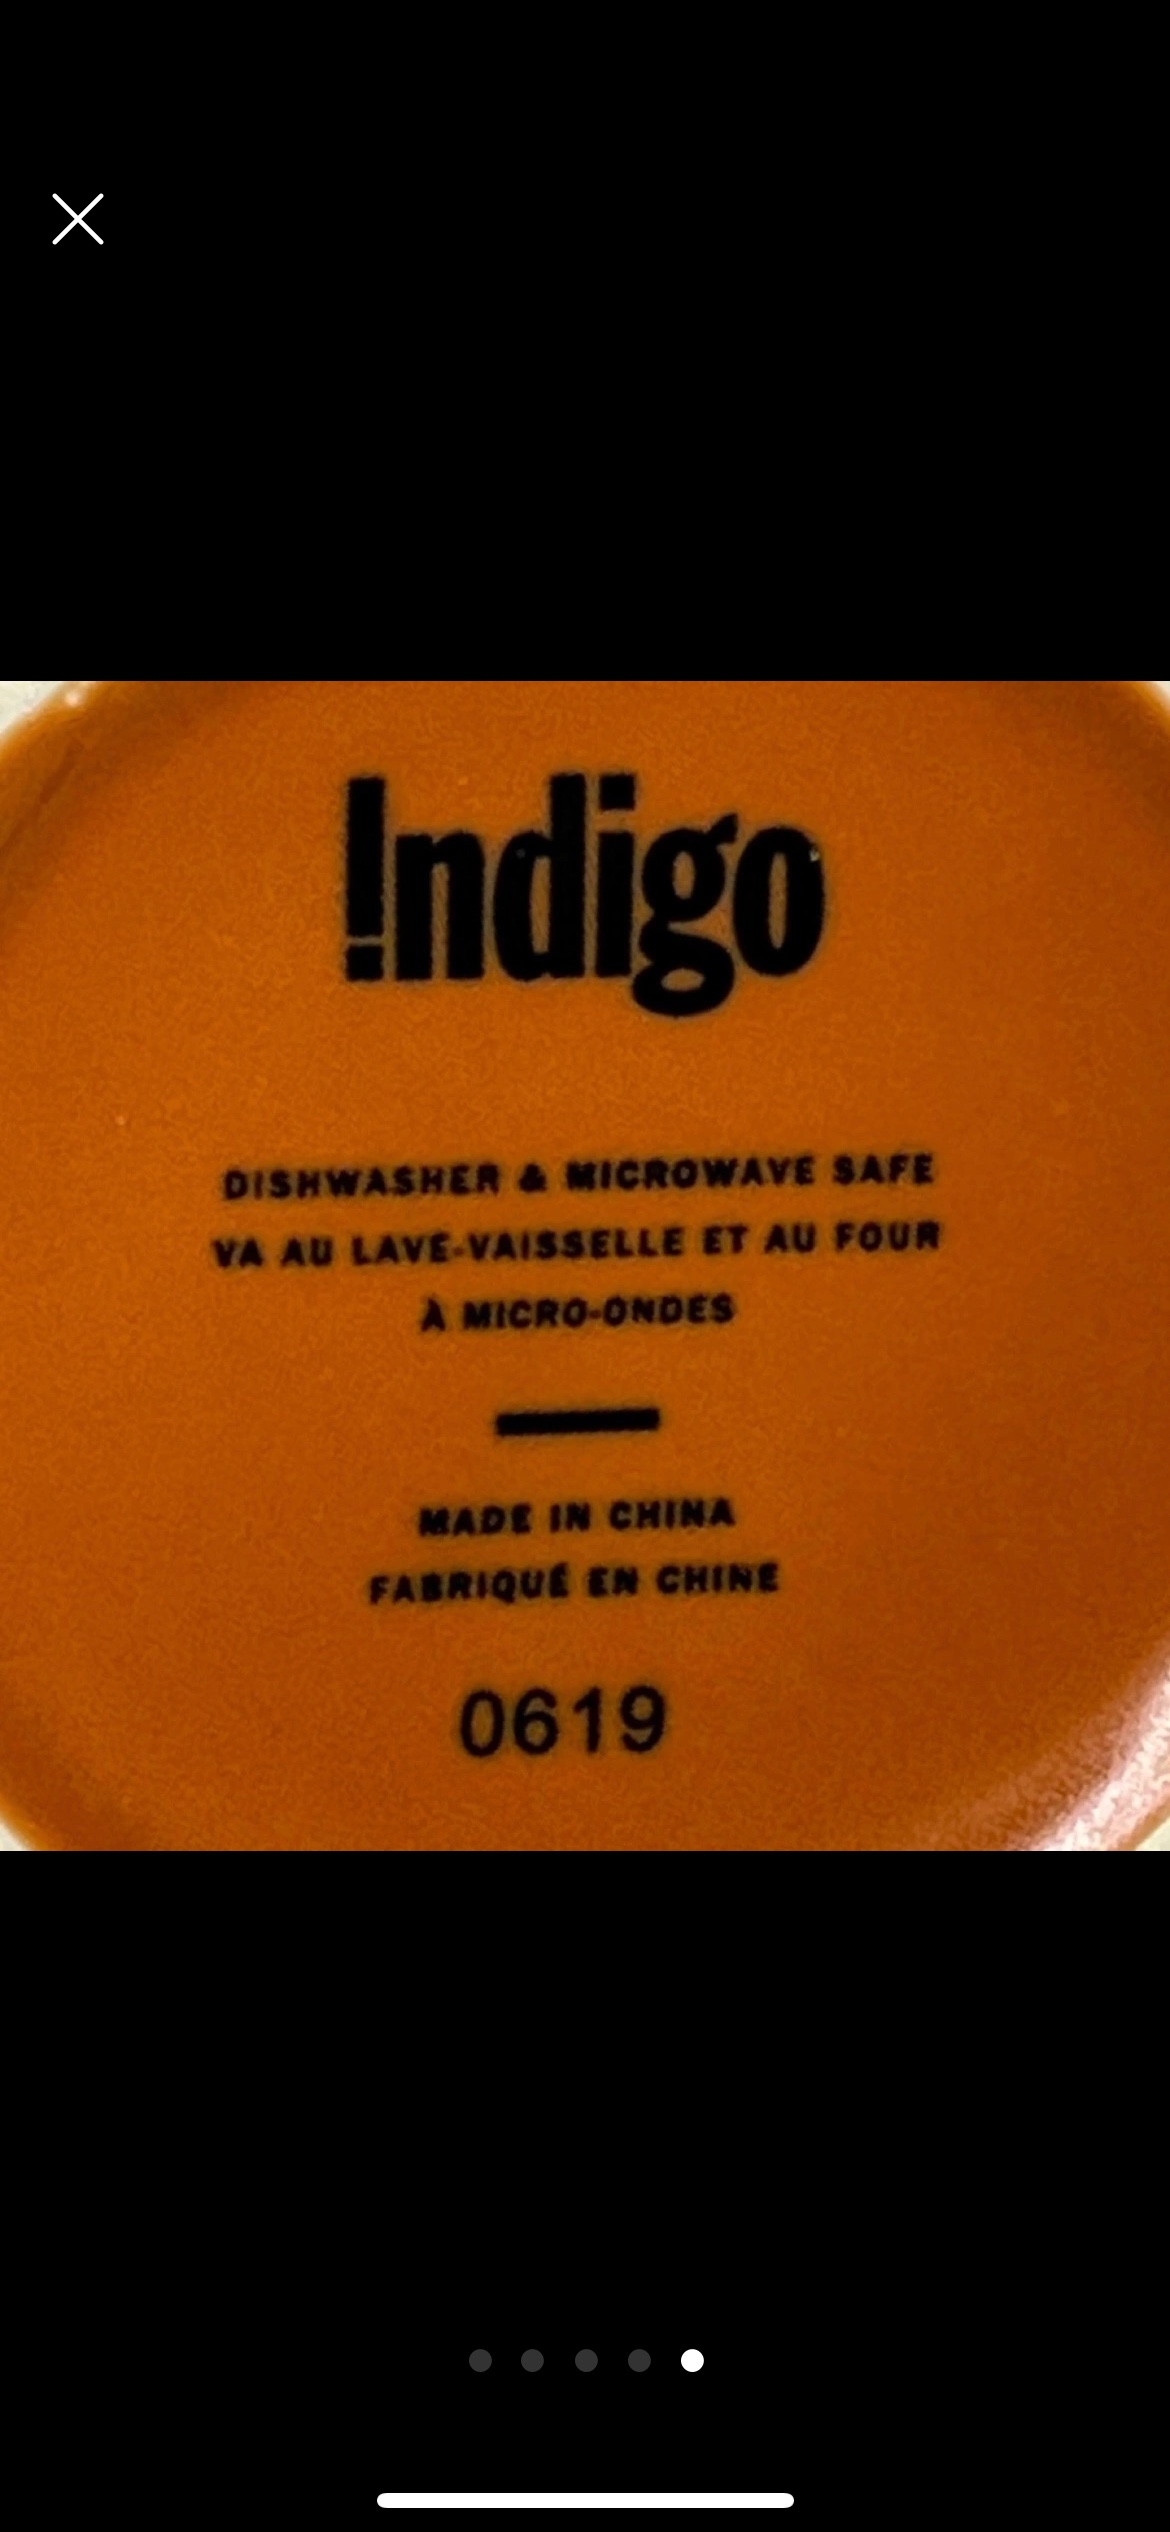 Indigo
DISHWASHER & MICROWAVE SAFE
VA AU LAVE-VAISSELLE ET AU FOUR
À MICRO-ONDES
MADE IN CHINA
FABRIQUÉ EN CHINE
0619